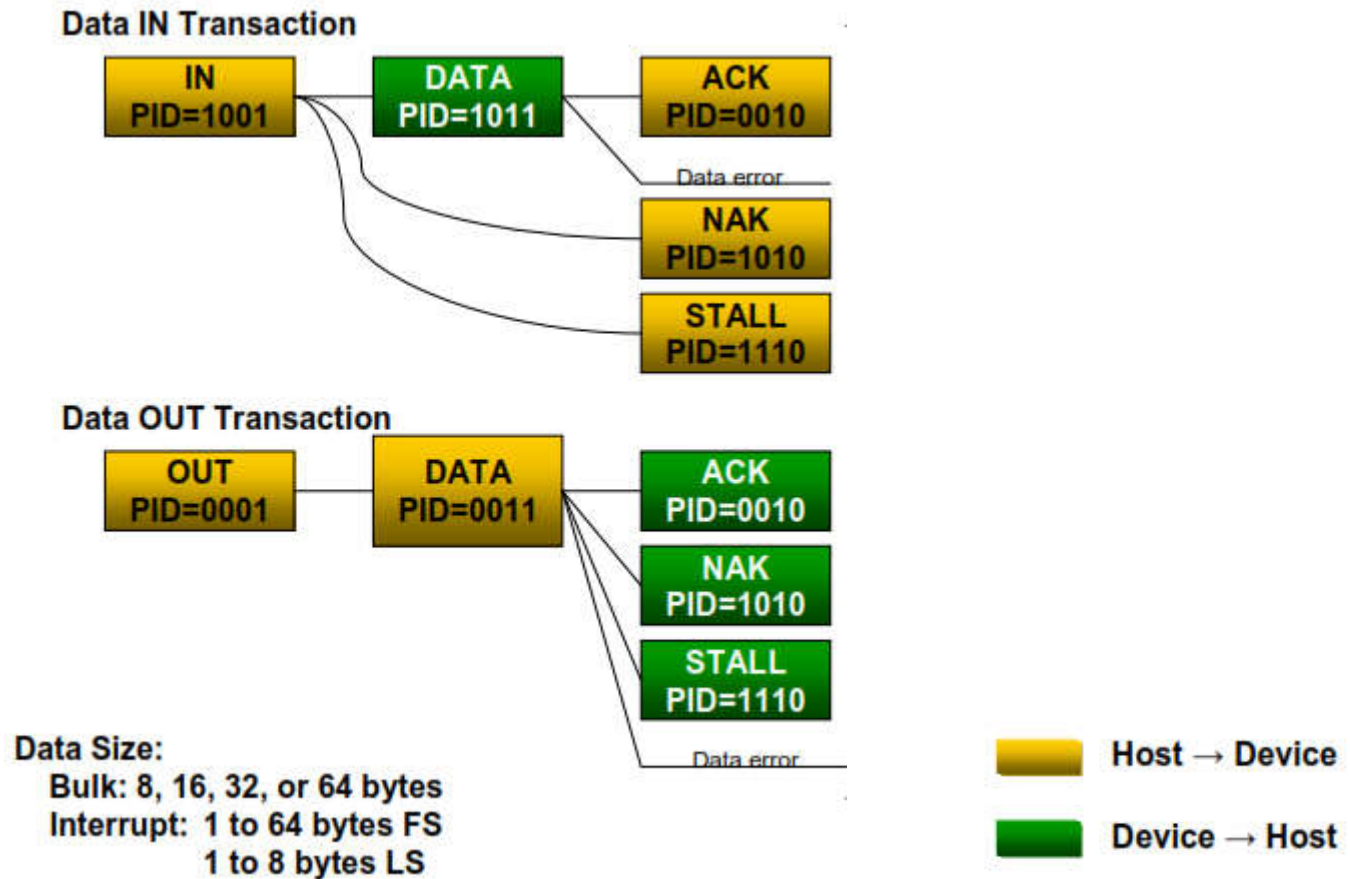 Data IN Transaction
IN
PID=1001
DATA
PID=1011
ACK
PID=0010
Data error
NAK
PID=1010
STALL
PID=1110
Data OUT Transaction
OUT
PID=0001
DATA
PID=0011
ACK
PID=0010
NAK
PID=1010
STALL
PID=1110
Data error
Data Size:
Bulk: 8, 16, 32, or 64 bytes
Interrupt: 1 to 64 bytes FS
1 to 8 bytes LS
Host → Device
Device → Host